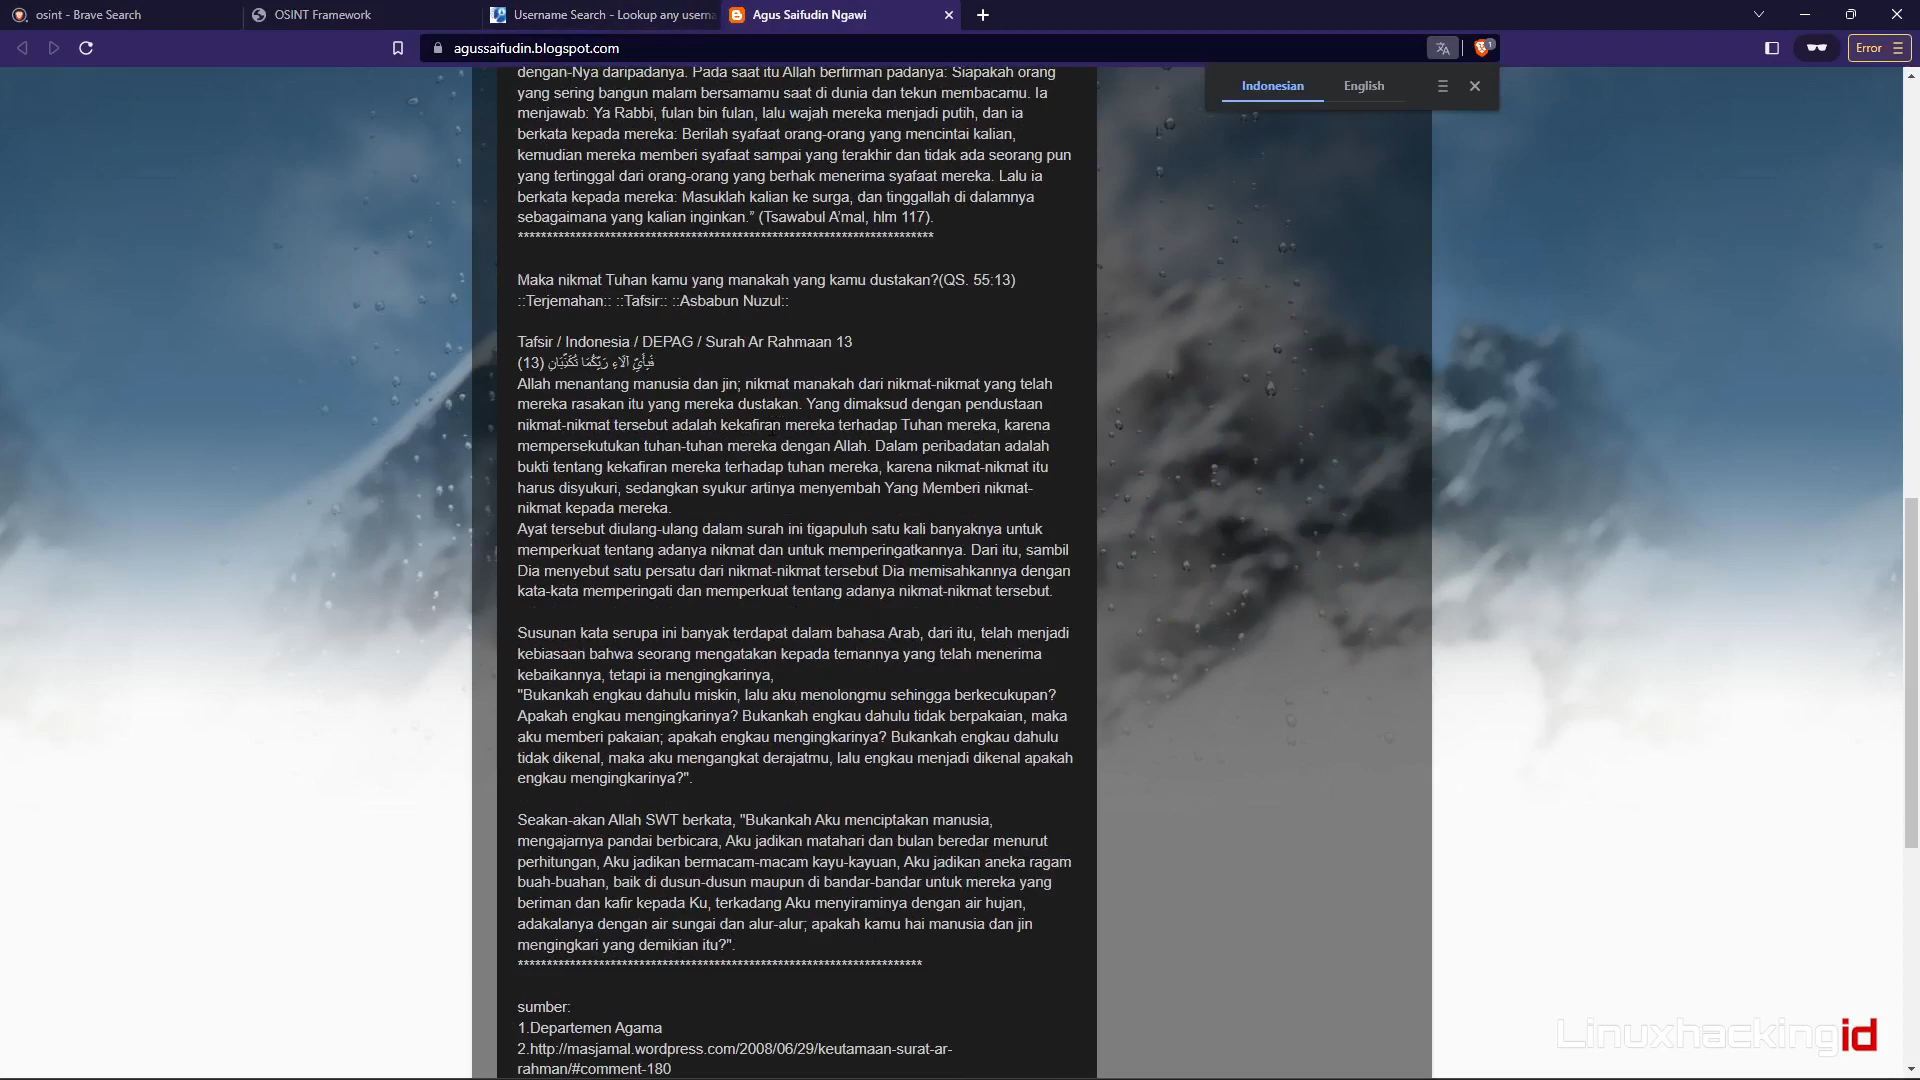 osint - Brave Search
OSINT Framework
Username Search - Lookup any userna
Agus Saifudin Ngawi
agussaifudin.blogspot.com
1
Error
Indonesian
English
dengan-Nya daripadanya. Pada saat itu Allah berfirman padanya: Siapakah orang
yang sering bangun malam bersamamu saat di dunia dan tekun membacamu. Ia
menjawab: Ya Rabbi, fulan bin fulan, lalu wajah mereka menjadi putih, dan ia
berkata kepada mereka: Berilah syafaat orang-orang yang mencintai kalian,
kemudian mereka memberi syafaat sampai yang terakhir dan tidak ada seorang pun
yang tertinggal dari orang-orang yang berhak menerima syafaat mereka. Lalu ia
berkata kepada mereka: Masuklah kalian ke surga, dan tinggallah di dalamnya
sebagaimana yang kalian inginkan.” (Tsawabul A’mal, hlm 117).
************************************************************************
Maka nikmat Tuhan kamu yang manakah yang kamu dustakan?(QS. 55:13)
::Terjemahan:: ::Tafsir:: ::Asbabun Nuzul::
Tafsir / Indonesia / DEPAG / Surah Ar Rahmaan 13
فَبِأَيِّ آلَاءِ رَبِّكُمَا تُكَذِّبَانِ (13)
Allah menantang manusia dan jin; nikmat manakah dari nikmat-nikmat yang telah
mereka rasakan itu yang mereka dustakan. Yang dimaksud dengan pendustaan
nikmat-nikmat tersebut adalah kekafiran mereka terhadap Tuhan mereka, karena
mempersekutukan tuhan-tuhan mereka dengan Allah. Dalam peribadatan adalah
bukti tentang kekafiran mereka terhadap tuhan mereka, karena nikmat-nikmat itu
harus disyukuri, sedangkan syukur artinya menyembah Yang Memberi nikmat-
nikmat kepada mereka.
Ayat tersebut diulang-ulang dalam surah ini tigapuluh satu kali banyaknya untuk
memperkuat tentang adanya nikmat dan untuk memperingatkannya. Dari itu, sambil
Dia menyebut satu persatu dari nikmat-nikmat tersebut Dia memisahkannya dengan
kata-kata memperingati dan memperkuat tentang adanya nikmat-nikmat tersebut.
Susunan kata serupa ini banyak terdapat dalam bahasa Arab, dari itu, telah menjadi
kebiasaan bahwa seorang mengatakan kepada temannya yang telah menerima
kebaikannya, tetapi ia mengingkarinya,
"Bukankah engkau dahulu miskin, lalu aku menolongmu sehingga berkecukupan?
Apakah engkau mengingkarinya? Bukankah engkau dahulu tidak berpakaian, maka
aku memberi pakaian; apakah engkau mengingkarinya? Bukankah engkau dahulu
tidak dikenal, maka aku mengangkat derajatmu, lalu engkau menjadi dikenal apakah
engkau mengingkarinya?".
Seakan-akan Allah SWT berkata, "Bukankah Aku menciptakan manusia,
mengajarnya pandai berbicara, Aku jadikan matahari dan bulan beredar menurut
perhitungan, Aku jadikan bermacam-macam kayu-kayuan, Aku jadikan aneka ragam
buah-buahan, baik di dusun-dusun maupun di bandar-bandar untuk mereka yang
beriman dan kafir kepada Ku, terkadang Aku menyiraminya dengan air hujan,
adakalanya dengan air sungai dan alur-alur; apakah kamu hai manusia dan jin
mengingkari yang demikian itu?".
**********************************************************************
sumber:
1.Departemen Agama
2.http://masjamal.wordpress.com/2008/06/29/keutamaan-surat-ar-
rahman/#comment-180
Linuxhackingid